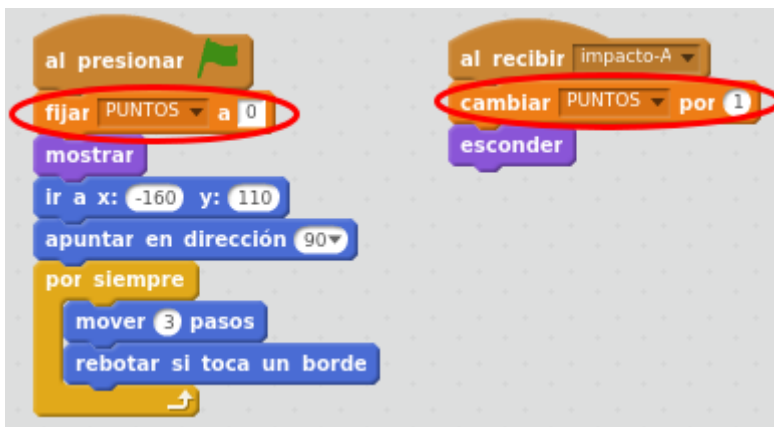 al presionar
fijar PUNTOS a 0
mostrar
ir a x: -160 y: 110
apuntar en dirección 90
por siempre
mover 3 pasos
rebotar si toca un borde
al recibir impacto-A
cambiar PUNTOS por 1
esconder